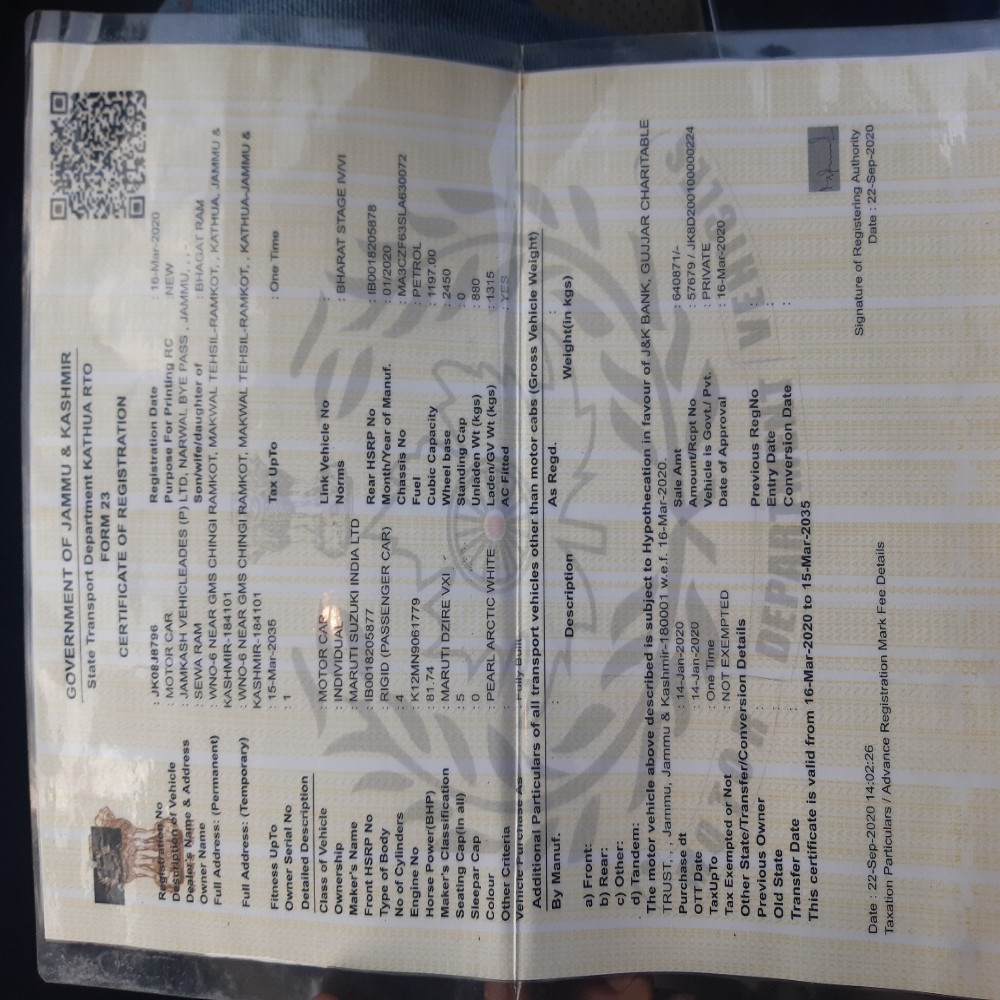 GOVERNMENT OF JAMMU & KASHMIR
State Transport Department KATHUA RTO
FORM 23
CERTIFICATE OF REGISTRATION
Registration No : JK08J8796 Registration Date : 16-Mar-2020
Description of Vehicle : MOTOR CAR Purpose For Printing RC : NEW
Dealer's Name & Address : JAMKASH VEHICLEADES (P) LTD, NARWAL BYE PASS , JAMMU, , , -
Owner Name : SEWA RAM Son/wife/daughter of : BHAGAT RAM
Full Address: (Permanent) : WNO-6 NEAR GMS CHINGI RAMKOT, MAKWAL TEHSIL-RAMKOT, , KATHUA, JAMMU &
KASHMIR-184101
Full Address: (Temporary) : WNO-6 NEAR GMS CHINGI RAMKOT, MAKWAL TEHSIL-RAMKOT, , KATHUA-JAMMU &
KASHMIR-184101
Fitness UpTo : 15-Mar-2035 Tax UpTo : One Time
Owner Serial No : 1
Detailed Description
Class of Vehicle : MOTOR CAR Link Vehicle No
Ownership : INDIVIDUAL Norms : BHARAT STAGE IV/VI
Maker's Name : MARUTI SUZUKI INDIA LTD
Front HSRP No : IB0018205877 Rear HSRP No : IB0018205878
Type of Body : RIGID (PASSENGER CAR) Month/Year of Manuf. : 01/2020
No of Cylinders : 4 Chassis No : MA3CZF63SLA630072
Engine No : K12MN9061779 Fuel : PETROL
Horse Power(BHP) : 81.74 Cubic Capacity : 1197.00
Maker's Classification : MARUTI DZIRE VXI Wheel base : 2450
Seating Cap(in all) : 5 Standing Cap : 0
Sleepar Cap : 0 Unladen Wt (kgs) : 880
Colour : PEARL ARCTIC WHITE Laden/GV Wt (kgs) : 1315
Other Criteria : AC Fitted : YES
Vehicle Purchase As : Fully Built
Additional Particulars of all transport vehicles other than motor cabs (Gross Vehicle Weight)
By Manuf. : As Regd. :
Description Weight(in kgs)
a) Front:
b) Rear:
c) Other:
d) Tandem:
The motor vehicle above described is subject to Hypothecation in favour of J&K BANK, GUJJAR CHARITABLE
TRUST, , , Jammu, Jammu & Kashmir-180001 w.e.f. 16-Mar-2020.
Purchase dt : 14-Jan-2020 Sale Amt : 640871/-
OTT Date : 14-Jan-2020 Amount/Rcpt No : 57679 / JK8D200100000224
TaxUpTo : One Time Vehicle is Govt./ Pvt. : PRIVATE
Tax Exempted or Not : NOT EXEMPTED Date of Approval : 16-Mar-2020
Other State/Transfer/Conversion Details
Previous Owner : Previous RegNo :
Old State : Entry Date :
Transfer Date : Conversion Date :
This certificate is valid from 16-Mar-2020 to 15-Mar-2035
Signature of Registering Authority
Date : 22-Sep-2020 14:02:26 Date : 22-Sep-2020
Taxation Particulars / Advance Registration Mark Fee Details